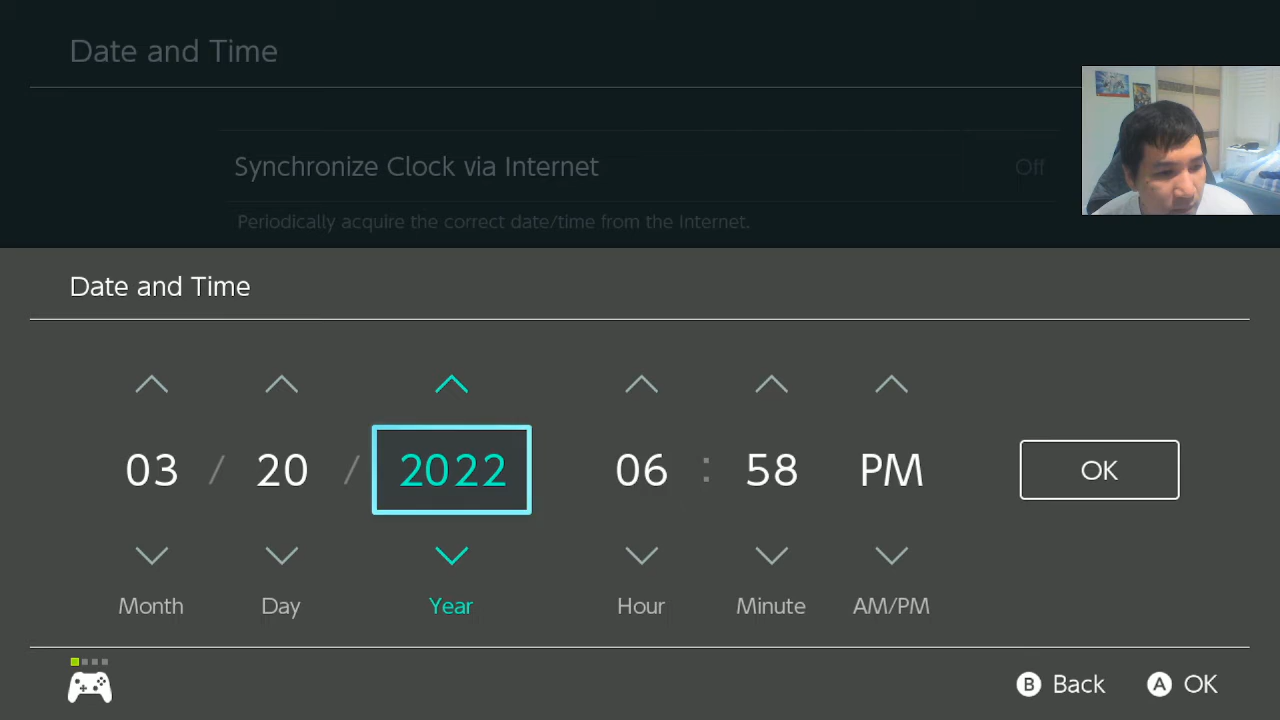 Date and Time
Synchronize Clock via Internet Off
Periodically acquire the correct date/time from the Internet.
Date and Time
03 / 20 / 2022 06 : 58 PM OK
Month Day Year Hour Minute AM/PM
B Back A OK